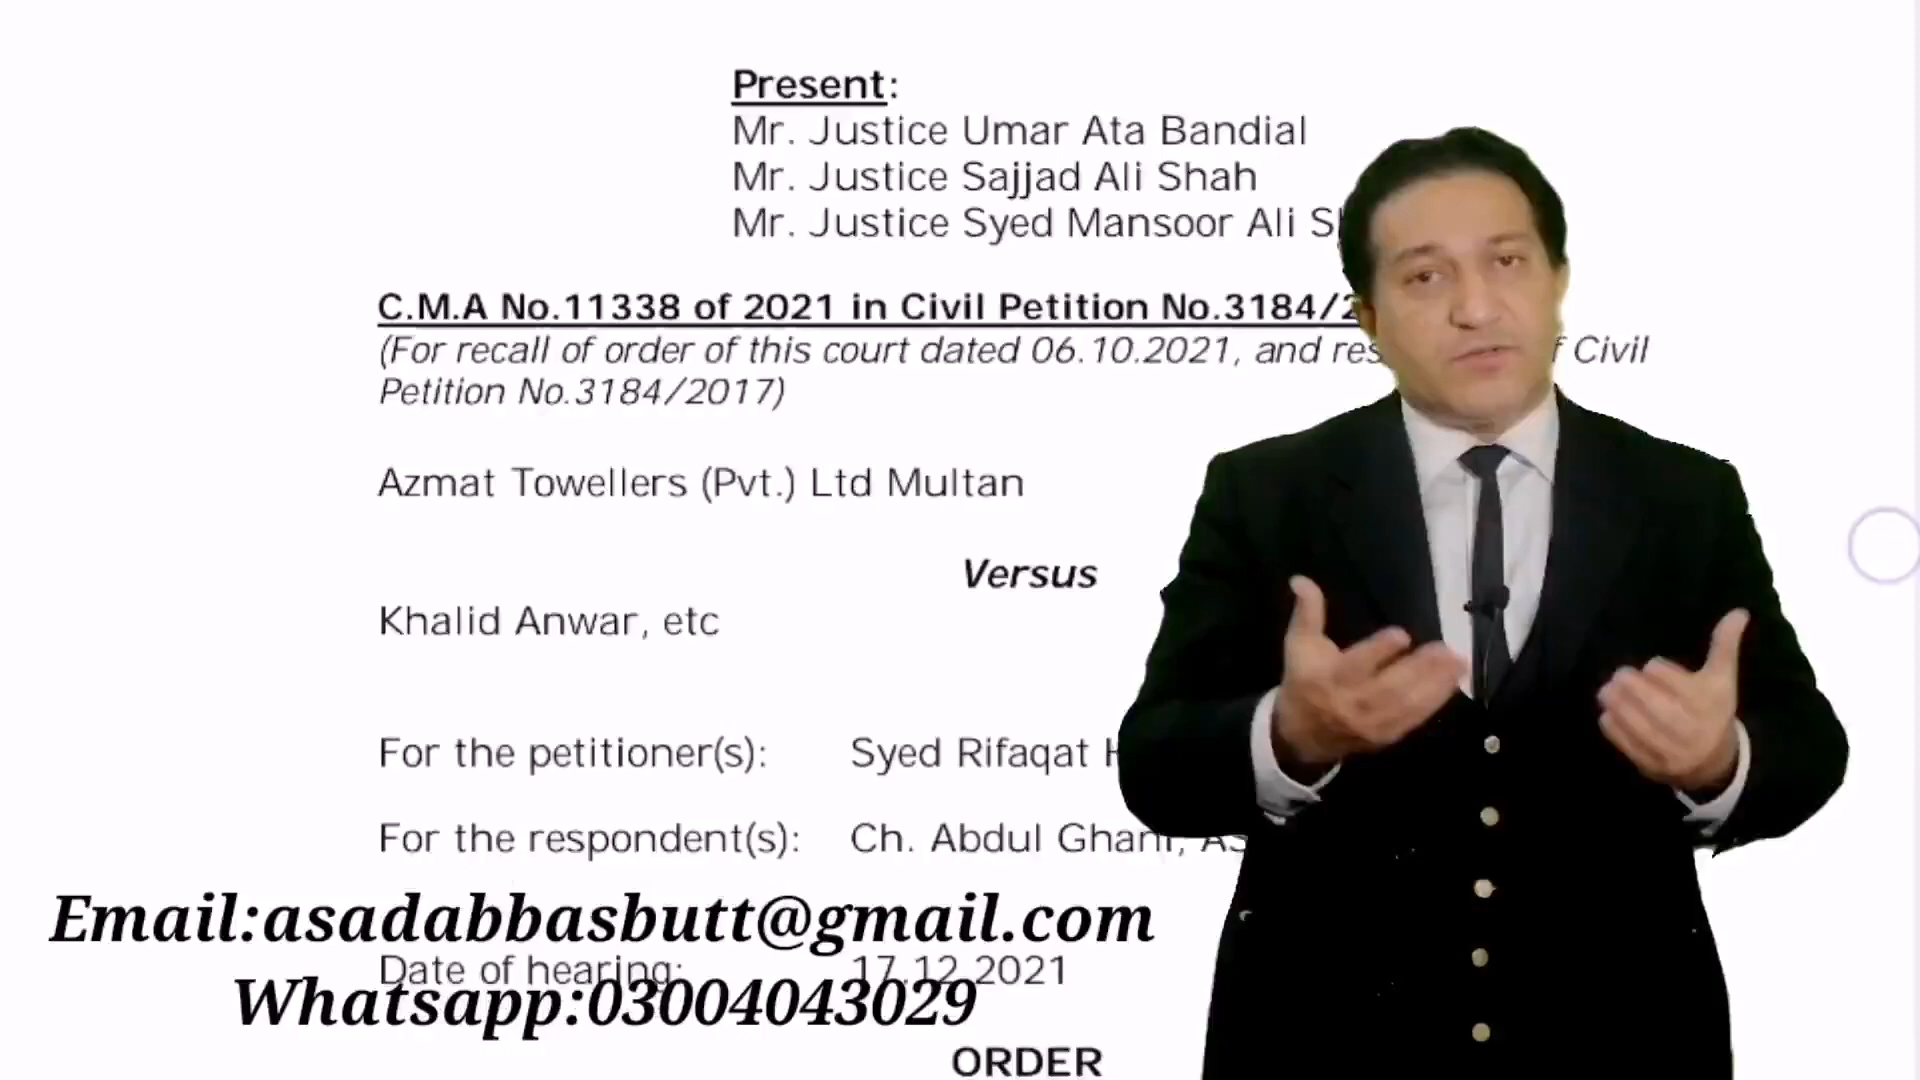 Present:
Mr. Justice Umar Ata Bandial
Mr. Justice Sajjad Ali Shah
Mr. Justice Syed Mansoor Ali
C.M.A No.11338 of 2021 in Civil Petition No.3184/
(For recall of order of this court dated 06.10.2021, and Civil
Petition No.3184/2017)
Azmat Towellers (Pvt.) Ltd Multan
Versus
Khalid Anwar, etc
For the petitioner(s): Syed Rifaqat
For the respondent(s): Ch. Abdul Ghani,
Email:asadabbasbutt@gmail.com
Date of hearing: 17.12.2021
Whatsapp:03004043029
ORDER